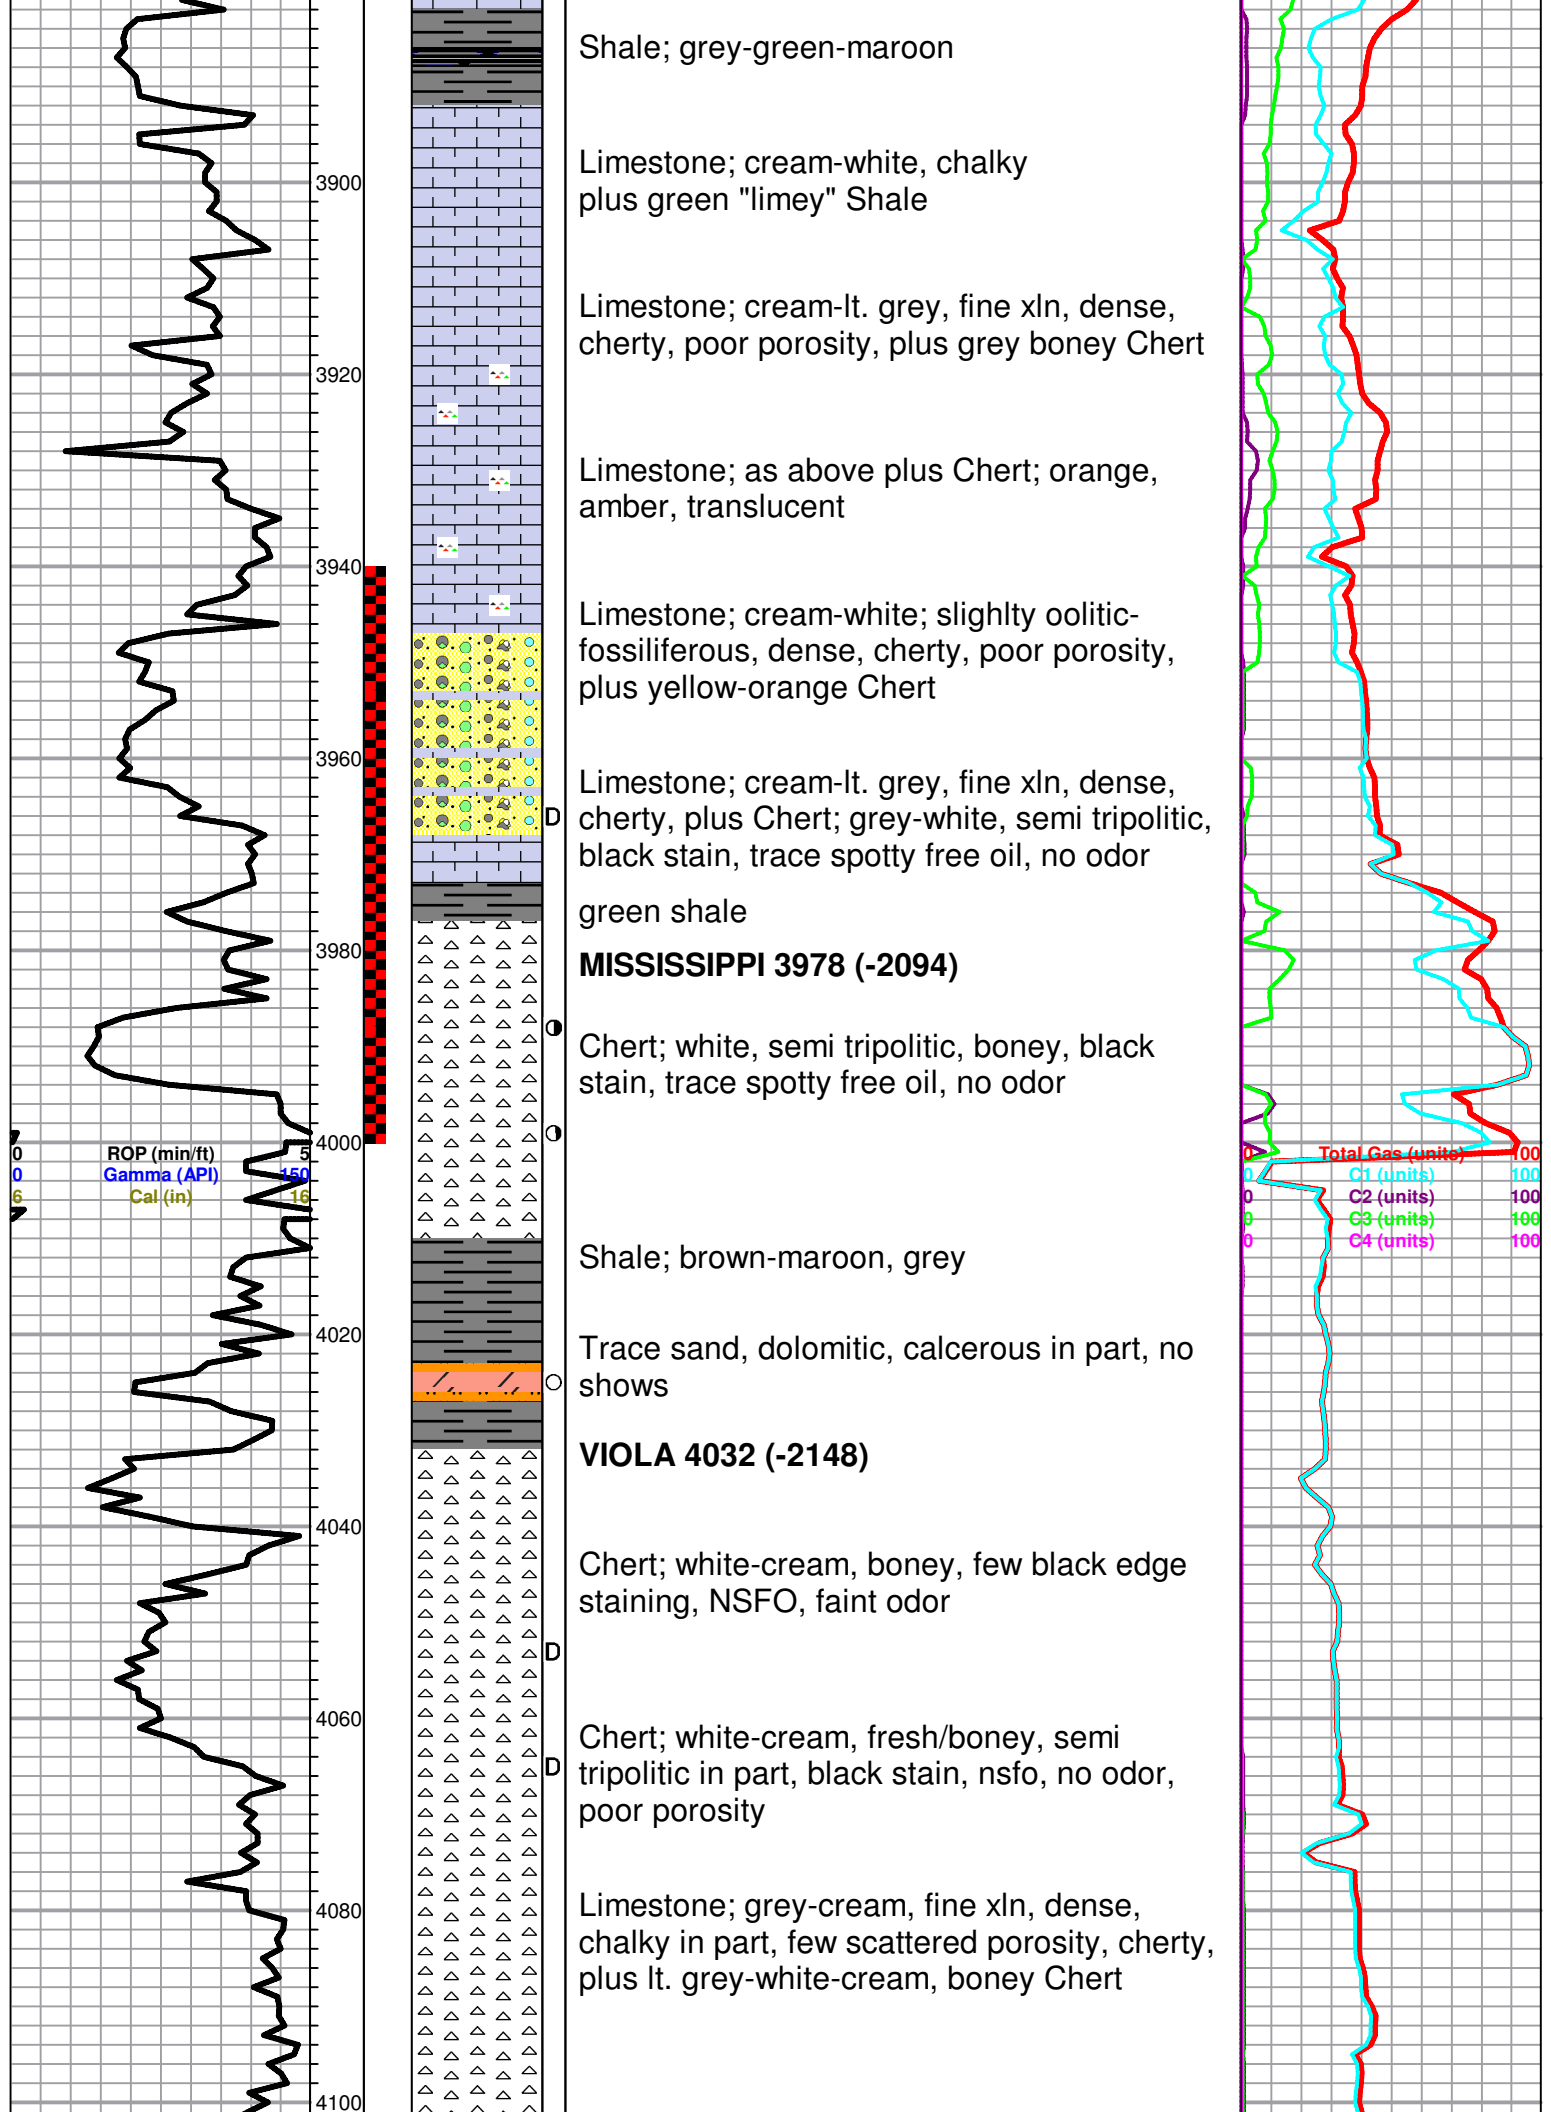 Shale; grey-green-maroon
Limestone; cream-white, chalky
plus green "limey" Shale
3900
Limestone; cream-lt. grey, fine xln, dense,
cherty, poor porosity, plus grey boney Chert
3920
Limestone; as above plus Chert; orange,
amber, translucent
3940
Limestone; cream-white; slighlty oolitic-
fossiliferous, dense, cherty, poor porosity,
plus yellow-orange Chert
3960
Limestone; cream-lt. grey, fine xln, dense,
cherty, plus Chert; grey-white, semi tripolitic,
black stain, trace spotty free oil, no odor
D
green shale
3980
MISSISSIPPI 3978 (-2094)
Chert; white, semi tripolitic, boney, black
stain, trace spotty free oil, no odor
4000
0 ROP (min/ft) 5
0 Gamma (API) 150
6 Cal (in) 16
0 Total Gas (units) 100
0 C1 (units) 100
0 C2 (units) 100
0 C3 (units) 100
0 C4 (units) 100
Shale; brown-maroon, grey
4020
Trace sand, dolomitic, calcerous in part, no
shows
VIOLA 4032 (-2148)
4040
Chert; white-cream, boney, few black edge
staining, NSFO, faint odor
D
4060
Chert; white-cream, fresh/boney, semi
tripolitic in part, black stain, nsfo, no odor,
poor porosity
D
4080
Limestone; grey-cream, fine xln, dense,
chalky in part, few scattered porosity, cherty,
plus lt. grey-white-cream, boney Chert
4100